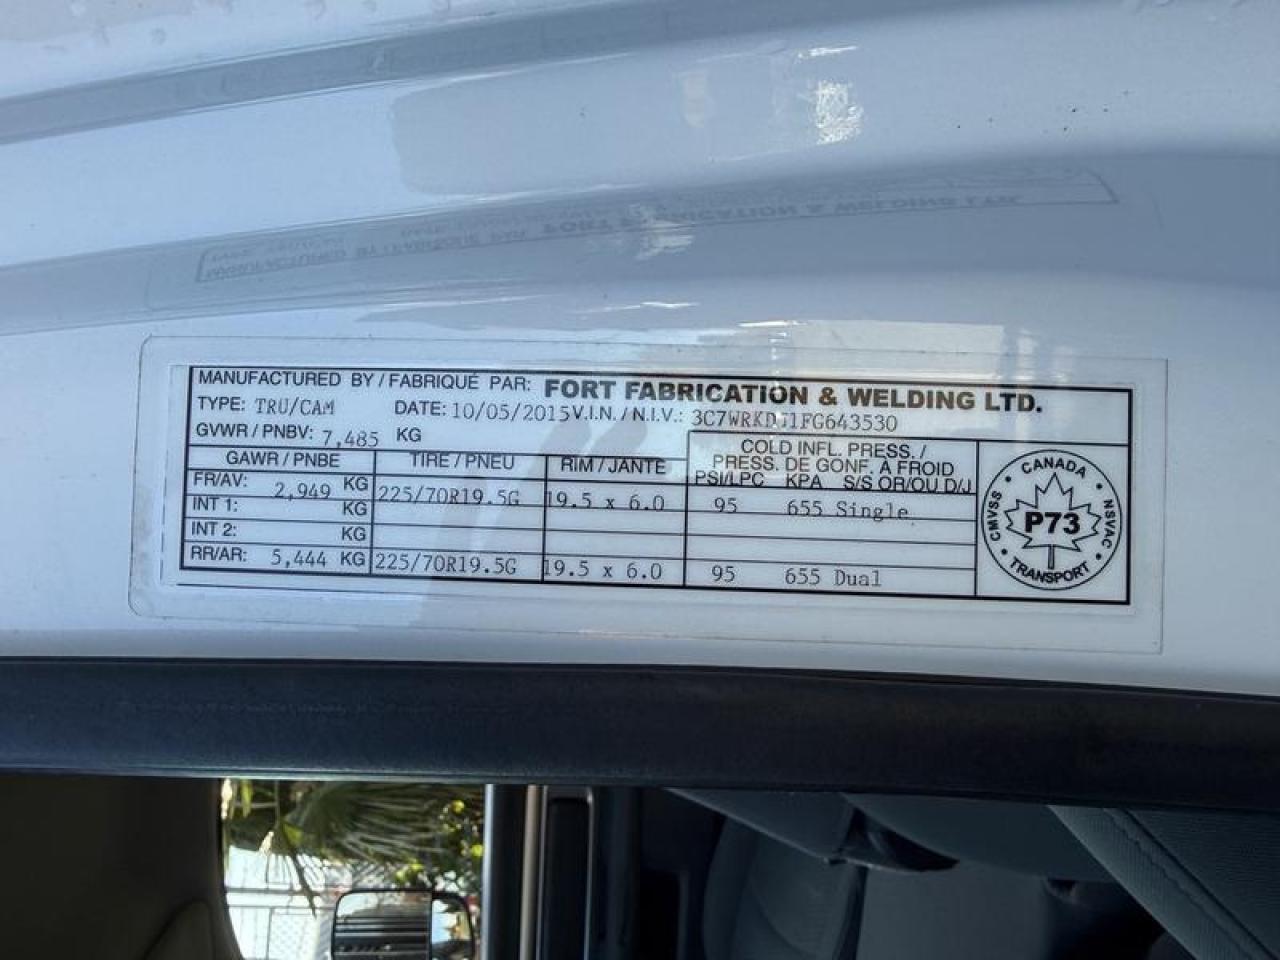 MANUFACTURED BY / FABRIQUÉ PAR: FORT FABRICATION & WELDING LTD.
TYPE: TRU/CAM DATE: 10/05/2015 V.I.N. / N.I.V.: 3C7WRKDJ1FG643530
GVWR / PNBV: 7,485 KG
GAWR / PNBE TIRE / PNEU RIM / JANTE COLD INFL. PRESS. /
PRESS. DE GONF. A FROID
PSI/LPC KPA S/S OR/OU D/J
FR/AV: 2,949 KG 225/70R19.5G 19.5 x 6.0 95 655 Single
INT 1: KG
INT 2: KG
RR/AR: 5,444 KG 225/70R19.5G 19.5 x 6.0 95 655 Dual
CANADA
CMVSS P73 NSVAC
TRANSPORT